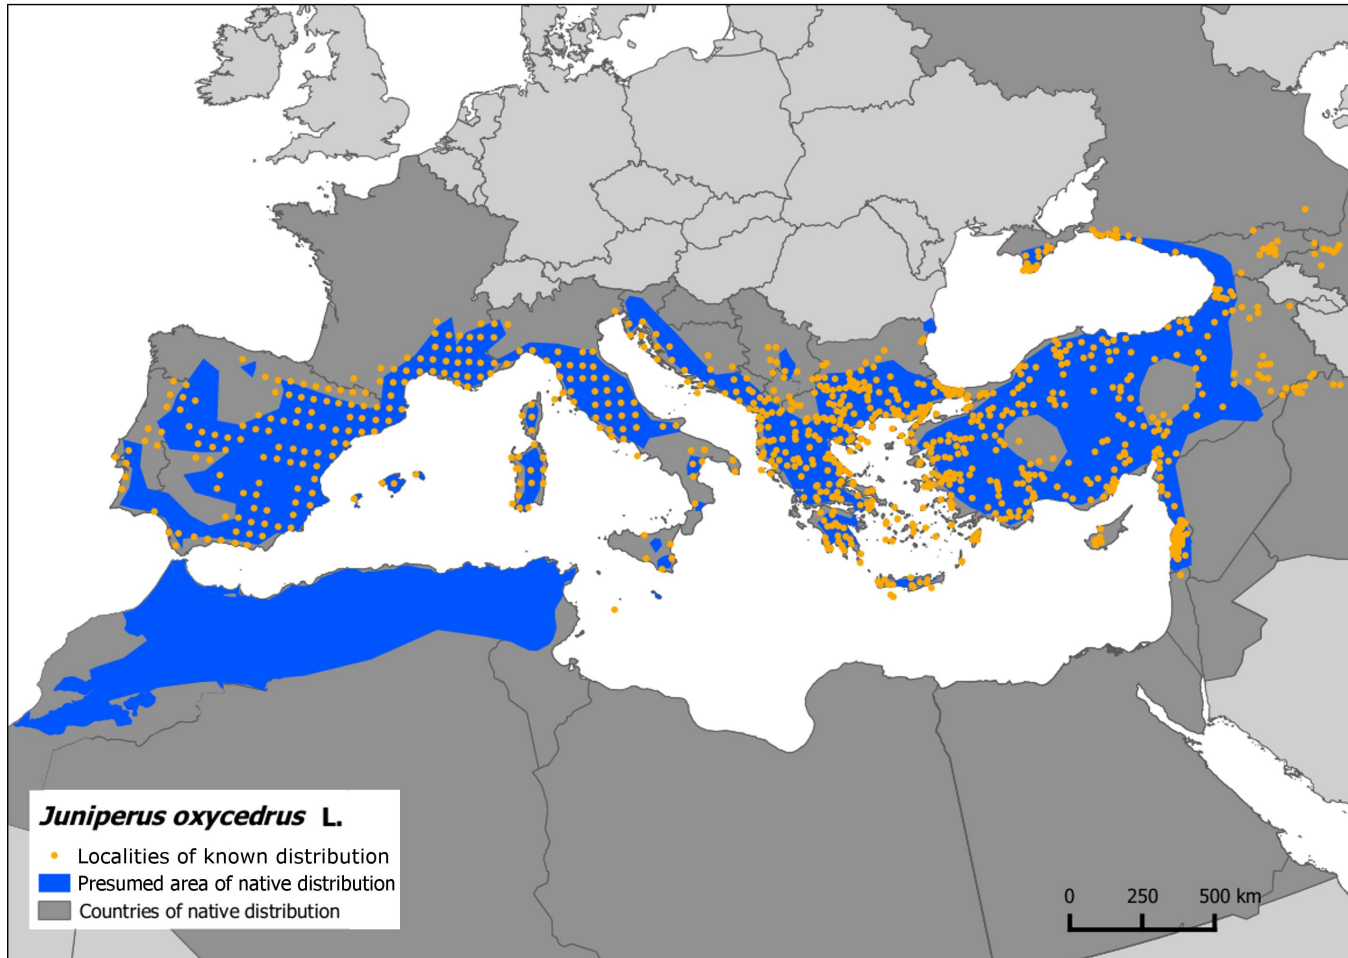 Juniperus oxycedrus L.
Localities of known distribution
Presumed area of native distribution
Countries of native distribution
0 250 500 km